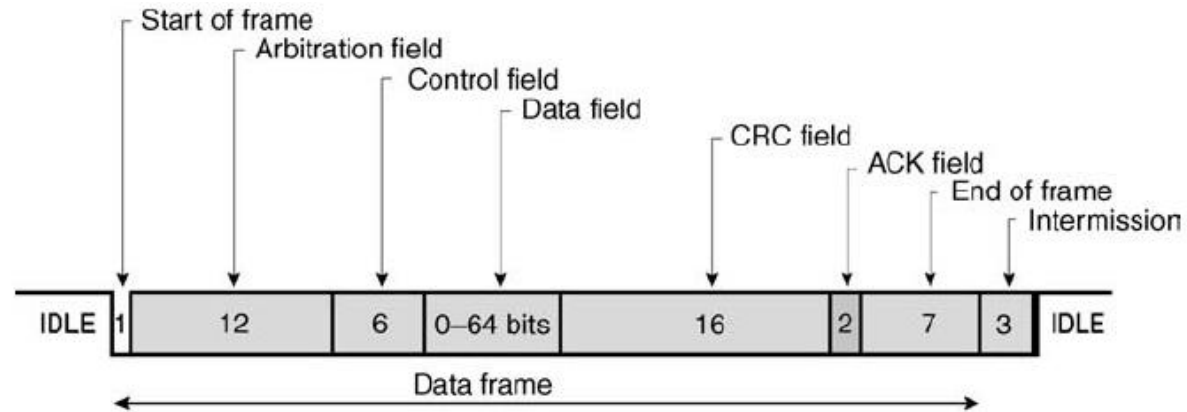 Start of frame
Arbitration field
Control field
Data field
CRC field
ACK field
End of frame
Intermission
IDLE 1 12 6 0–64 bits 16 2 7 3 IDLE
Data frame